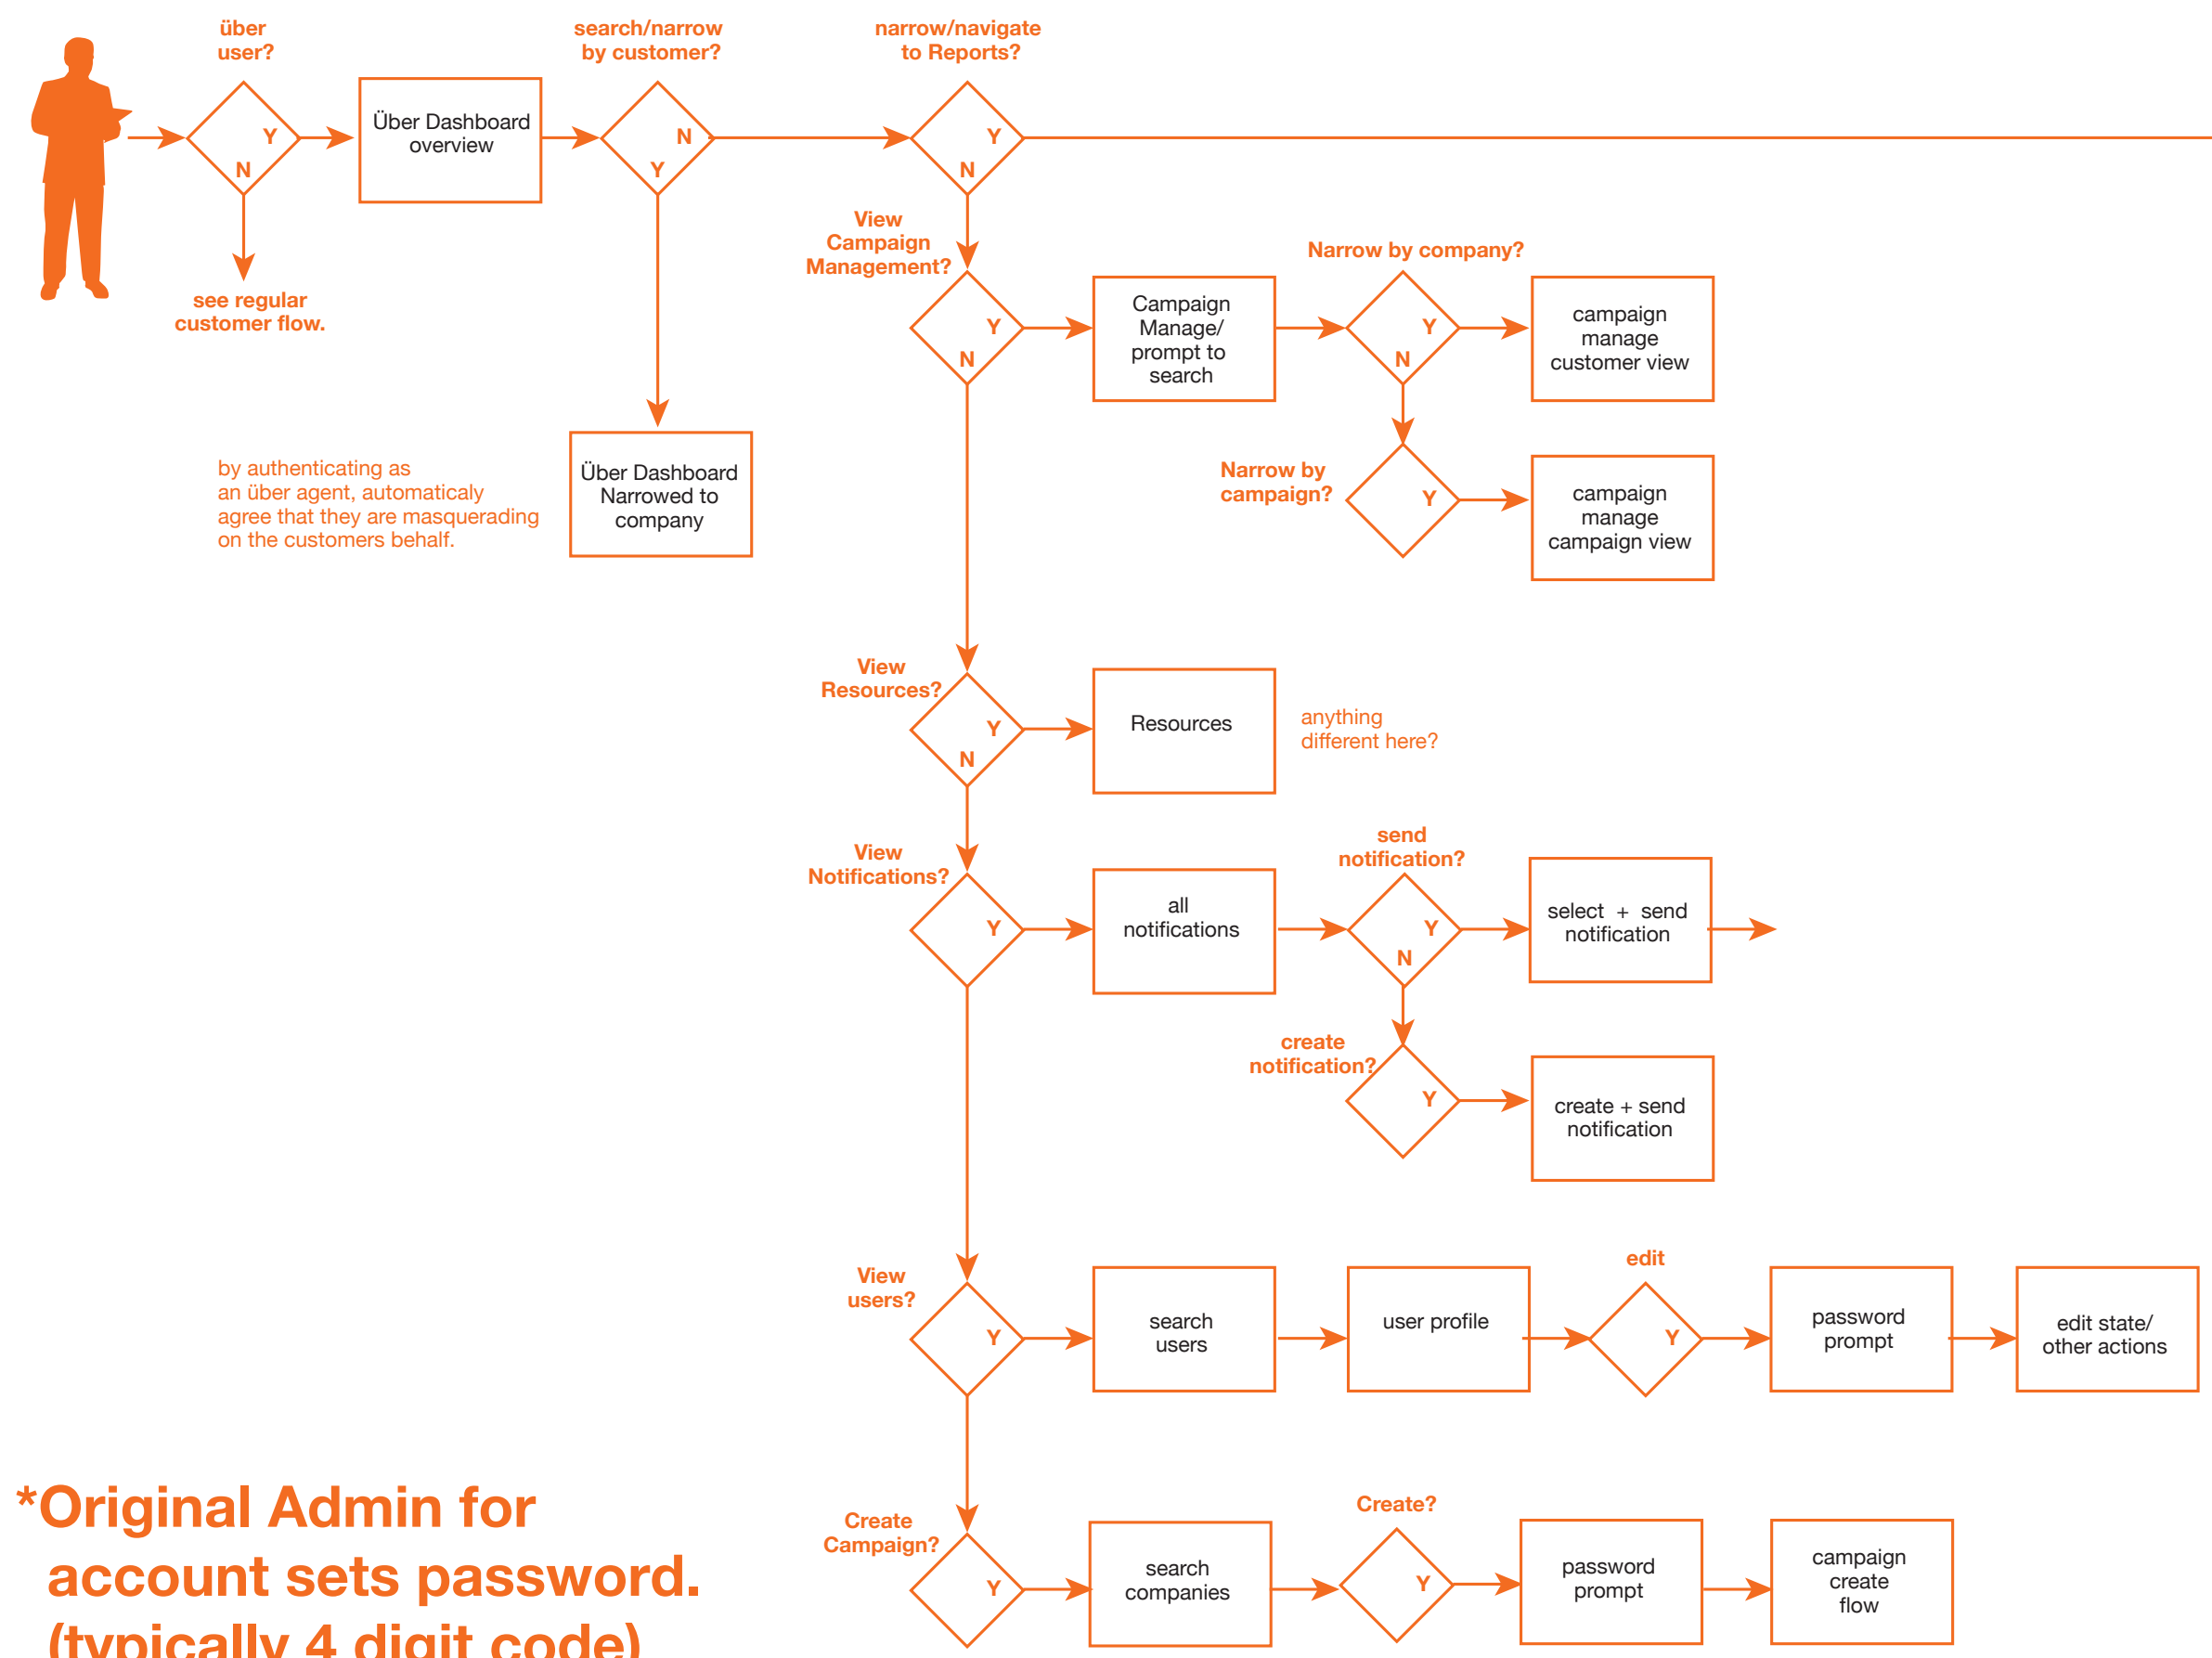 über
user?
Y
N
see regular
customer flow.
Über Dashboard
overview
search/narrow
by customer?
N
Y
Über Dashboard
Narrowed to
company
by authenticating as
an über agent, automaticaly
agree that they are masquerading
on the customers behalf.
narrow/navigate
to Reports?
Y
N
View
Campaign
Management?
Y
N
Campaign
Manage/
prompt to
search
Narrow by company?
Y
N
campaign
manage
customer view
Narrow by
campaign?
Y
campaign
manage
campaign view
View
Resources?
Y
N
Resources
anything
different here?
View
Notifications?
Y
all
notifications
send
notification?
Y
N
select + send
notification
create
notification?
Y
create + send
notification
View
users?
Y
search
users
user profile
edit
Y
password
prompt
edit state/
other actions
Create
Campaign?
Y
search
companies
Create?
Y
password
prompt
campaign
create
flow
*Original Admin for
account sets password.
(typically 4 digit code)